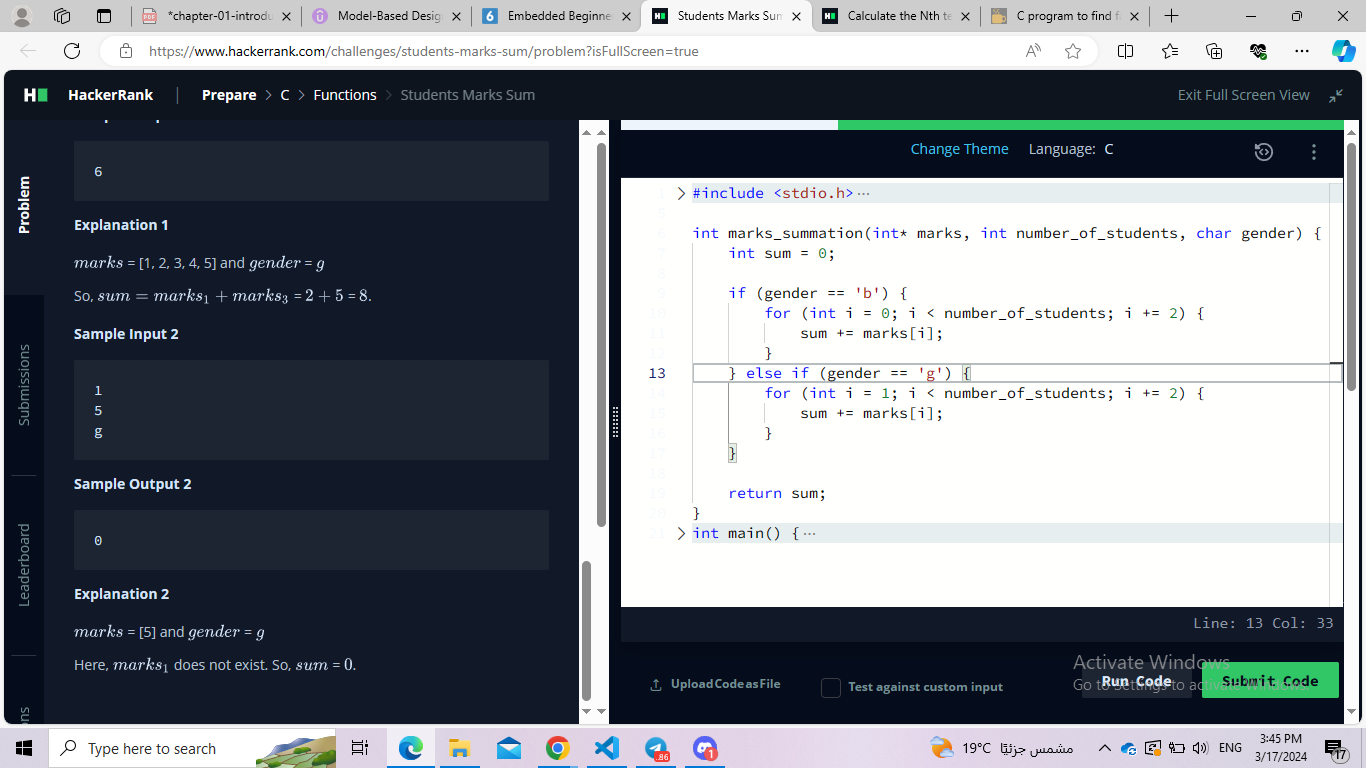 *chapter-01-introdu
Model-Based Desig
Embedded Beginne
Students Marks Sum
Calculate the Nth te
C program to find fa
https://www.hackerrank.com/challenges/students-marks-sum/problem?isFullScreen=true
HackerRank | Prepare > C > Functions > Students Marks Sum
Exit Full Screen View
Problem
Submissions
Leaderboard
6
Explanation 1
marks = [1, 2, 3, 4, 5] and gender = g
So, sum = marks1 + marks3 = 2 + 5 = 8.
Sample Input 2
1
5
g
Sample Output 2
0
Explanation 2
marks = [5] and gender = g
Here, marks1 does not exist. So, sum = 0.
Change Theme Language: C
1 #include <stdio.h>···
5
6 int marks_summation(int* marks, int number_of_students, char gender) {
7 int sum = 0;
8
9 if (gender == 'b') {
10 for (int i = 0; i < number_of_students; i += 2) {
11 sum += marks[i];
12 }
13 } else if (gender == 'g') {
14 for (int i = 1; i < number_of_students; i += 2) {
15 sum += marks[i];
16 }
17 }
18
19 return sum;
20 }
21 int main() {···
Line: 13 Col: 33
Upload Code as File
Test against custom input
Run Code
Submit Code
Activate Windows
Go to Settings to activate Windows.
Type here to search
.86
1
19°C مشمس جزئيًا
ENG
3:45 PM
3/17/2024
17